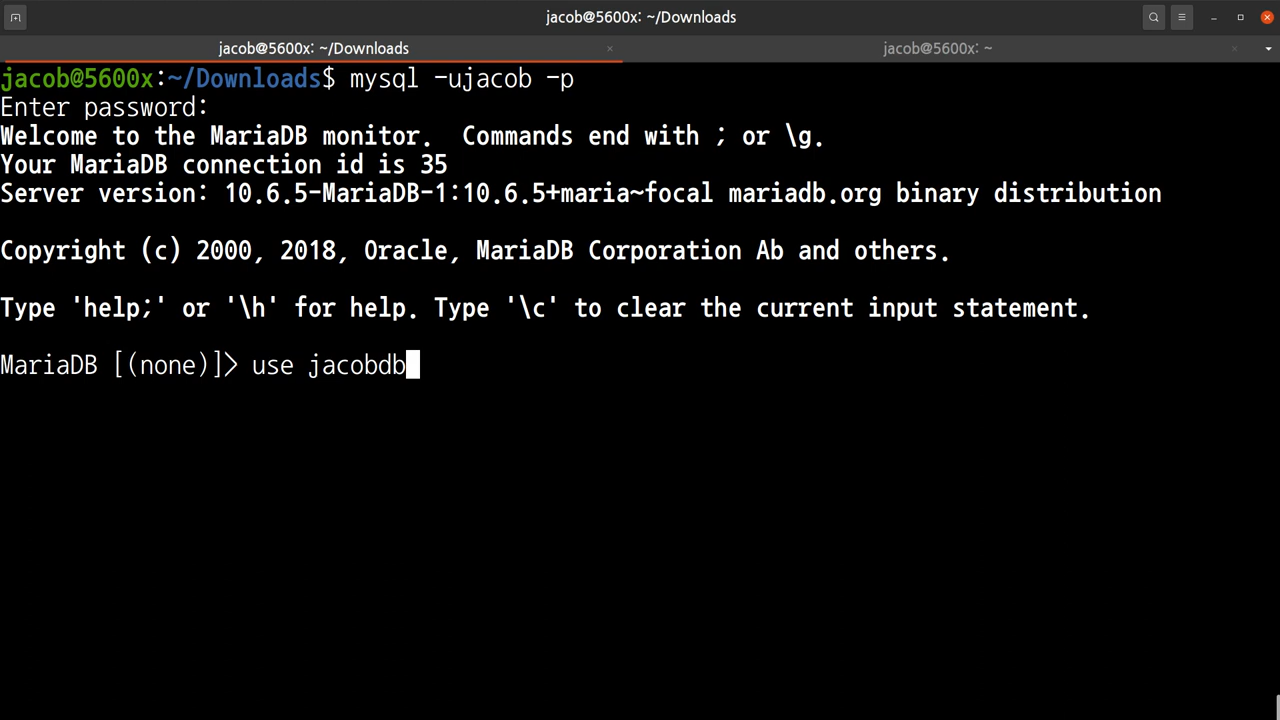 jacob@5600x: ~/Downloads
jacob@5600x: ~/Downloads × jacob@5600x: ~ ×
jacob@5600x:~/Downloads$ mysql -ujacob -p
Enter password:
Welcome to the MariaDB monitor.  Commands end with ; or \g.
Your MariaDB connection id is 35
Server version: 10.6.5-MariaDB-1:10.6.5+maria~focal mariadb.org binary distribution
Copyright (c) 2000, 2018, Oracle, MariaDB Corporation Ab and others.
Type 'help;' or '\h' for help. Type '\c' to clear the current input statement.
MariaDB [(none)]> use jacobdb